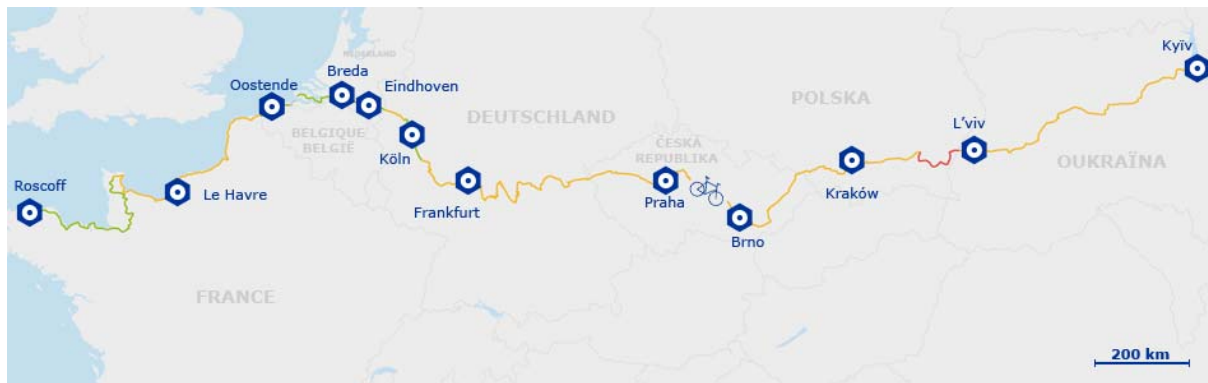 Kyïv
NEDERLAND
Breda
Oostende
Eindhoven
POLSKA
DEUTSCHLAND
L'viv
BELGIQUE
BELGIË
ČESKÁ
REPUBLIKA
OUKRAÏNA
Köln
Roscoff
Le Havre
Praha
Kraków
Frankfurt
Brno
FRANCE
200 km